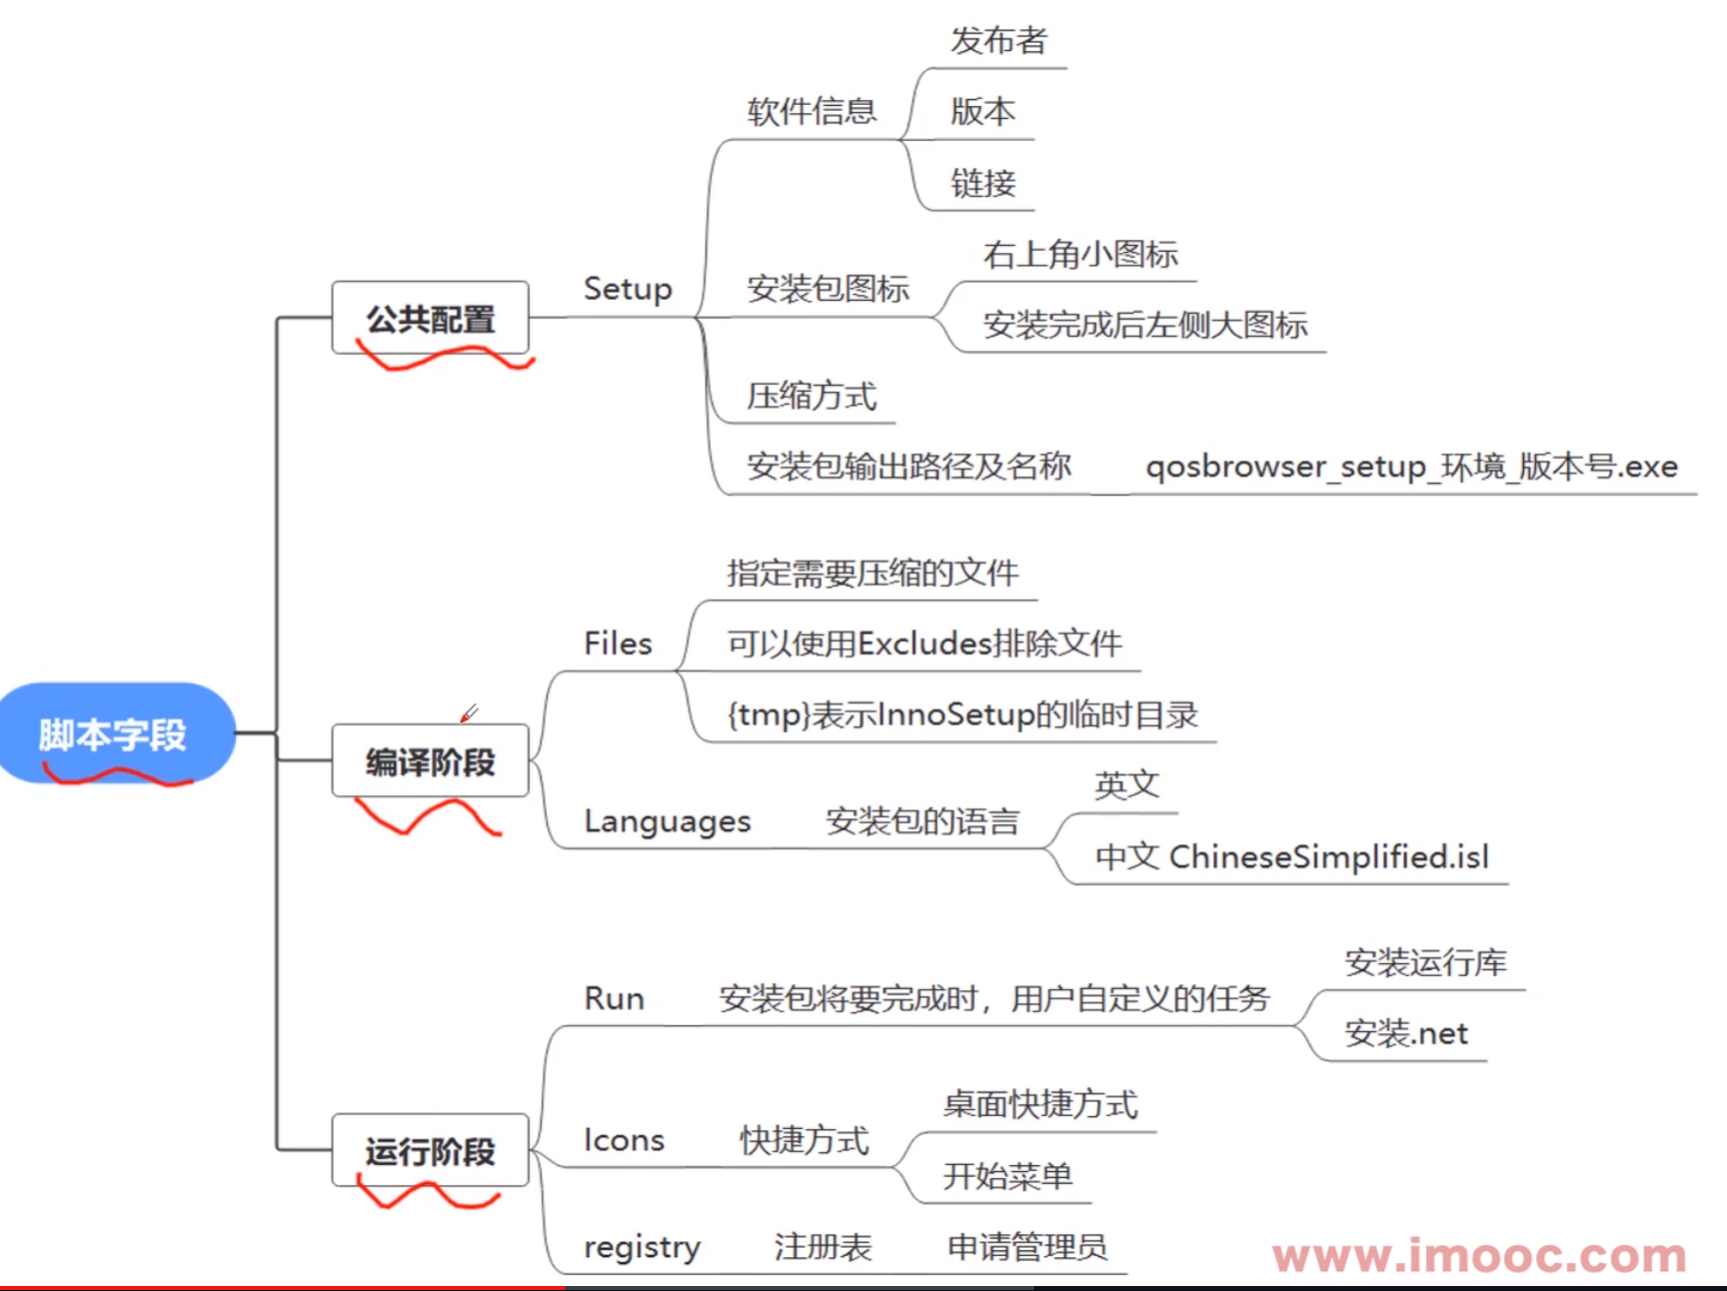 脚本字段
公共配置
Setup
软件信息
发布者
版本
链接
安装包图标
右上角小图标
安装完成后左侧大图标
压缩方式
安装包输出路径及名称
qosbrowser_setup_环境_版本号.exe
编译阶段
Files
指定需要压缩的文件
可以使用Excludes排除文件
{tmp}表示InnoSetup的临时目录
Languages
安装包的语言
英文
中文 ChineseSimplified.isl
运行阶段
Run
安装包将要完成时，用户自定义的任务
安装运行库
安装.net
Icons
快捷方式
桌面快捷方式
开始菜单
registry
注册表
申请管理员
www.imooc.com